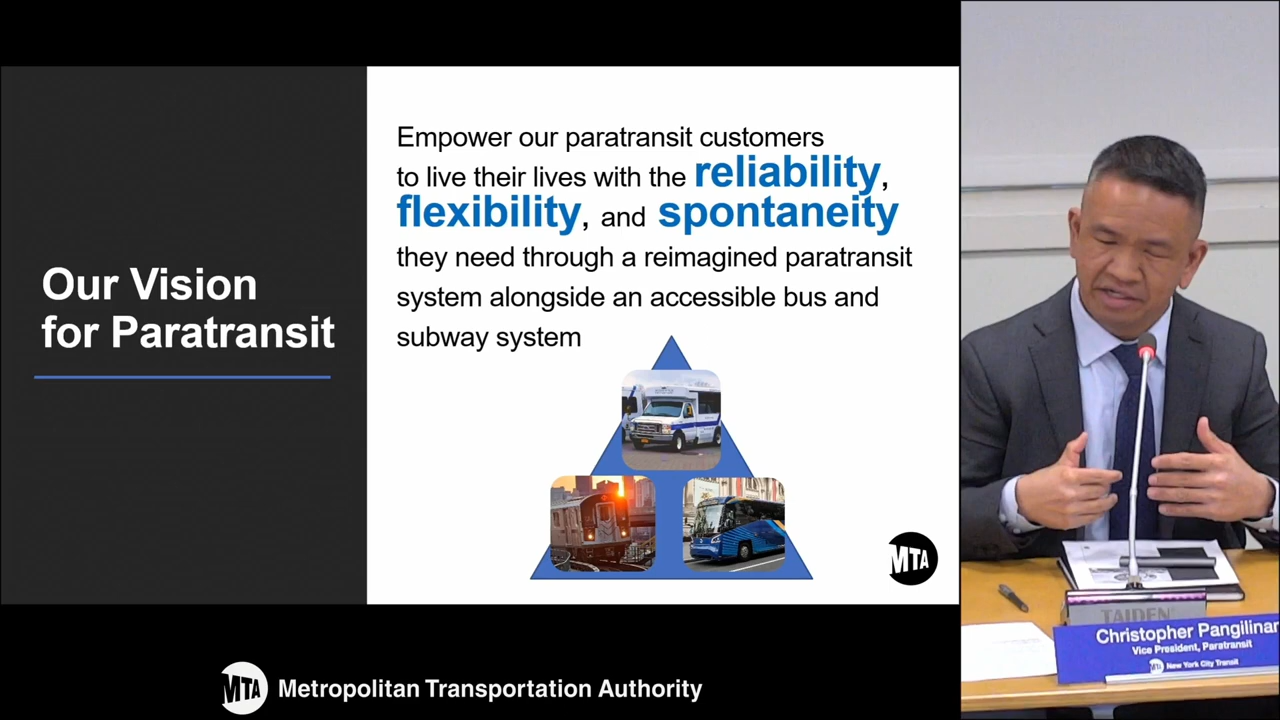 Our Vision
for Paratransit
Empower our paratransit customers
to live their lives with the reliability,
flexibility, and spontaneity
they need through a reimagined paratransit
system alongside an accessible bus and
subway system
MTA
TAIDEN
Christopher Pangilinan
Vice President, Paratransit
MTA New York City Transit
MTA Metropolitan Transportation Authority